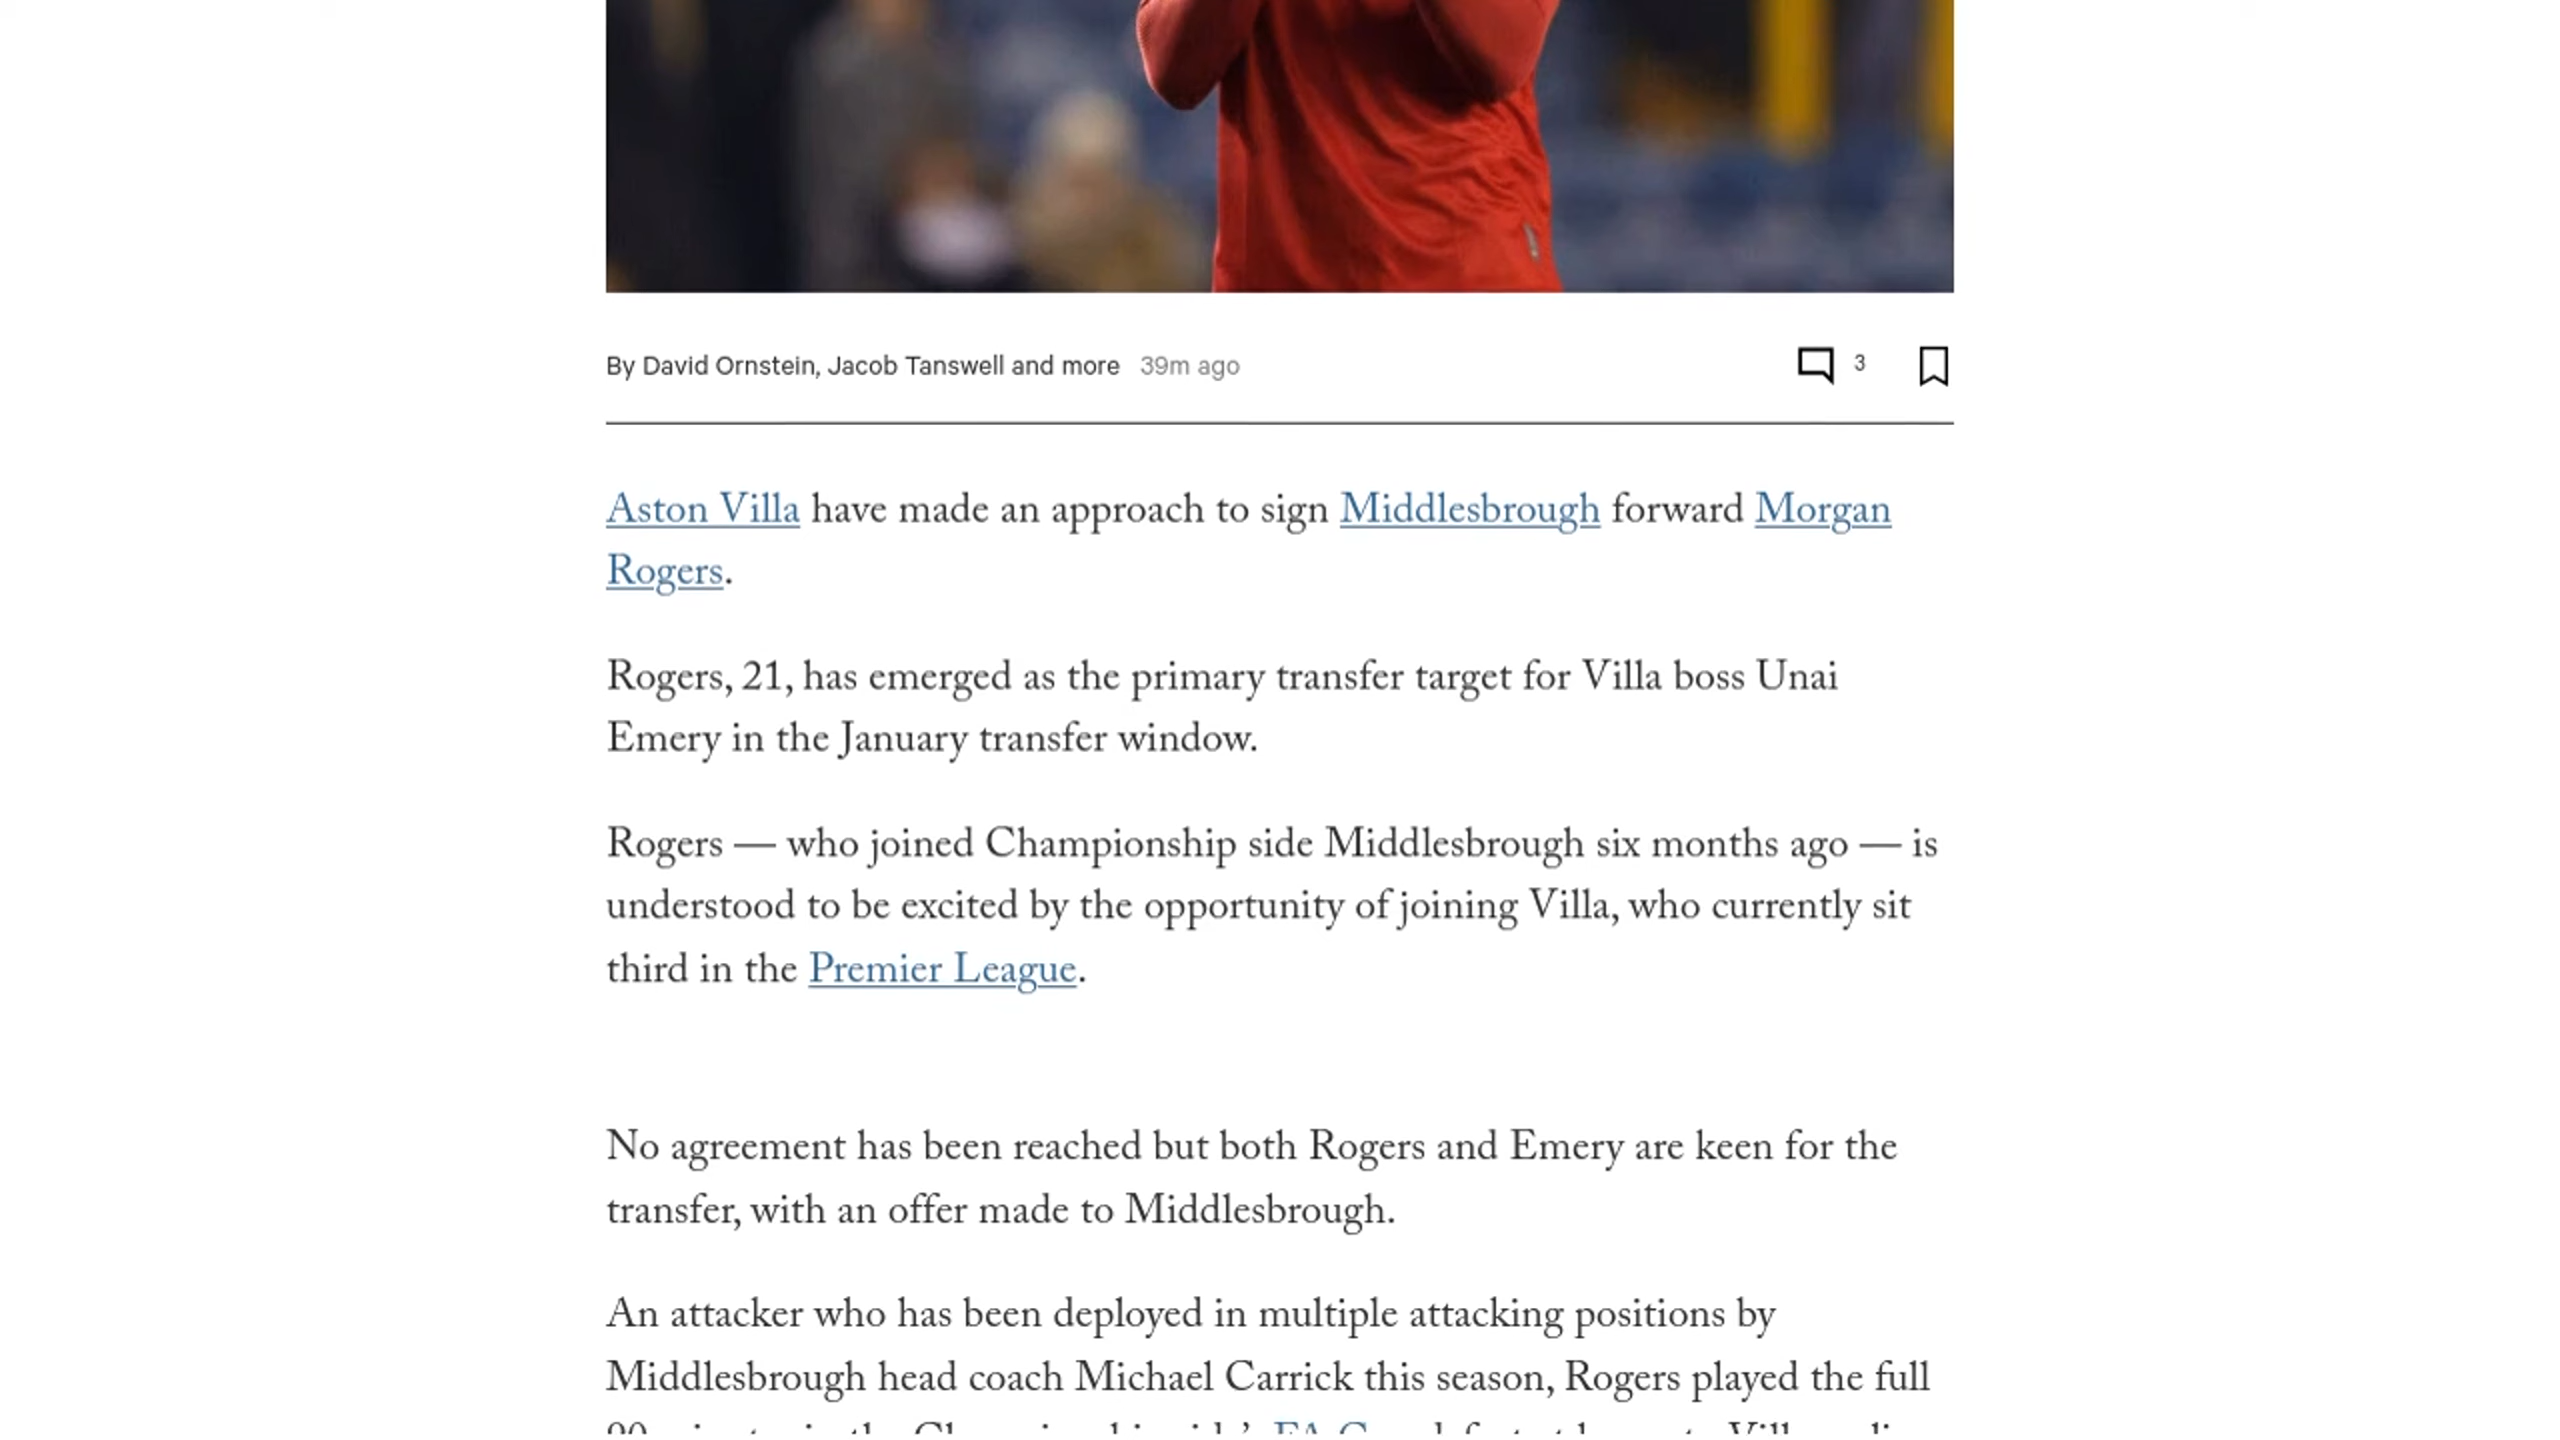 By David Ornstein, Jacob Tanswell and more 39m ago
3
Aston Villa have made an approach to sign Middlesbrough forward Morgan
Rogers.
Rogers, 21, has emerged as the primary transfer target for Villa boss Unai
Emery in the January transfer window.
Rogers — who joined Championship side Middlesbrough six months ago — is
understood to be excited by the opportunity of joining Villa, who currently sit
third in the Premier League.
No agreement has been reached but both Rogers and Emery are keen for the
transfer, with an offer made to Middlesbrough.
An attacker who has been deployed in multiple attacking positions by
Middlesbrough head coach Michael Carrick this season, Rogers played the full